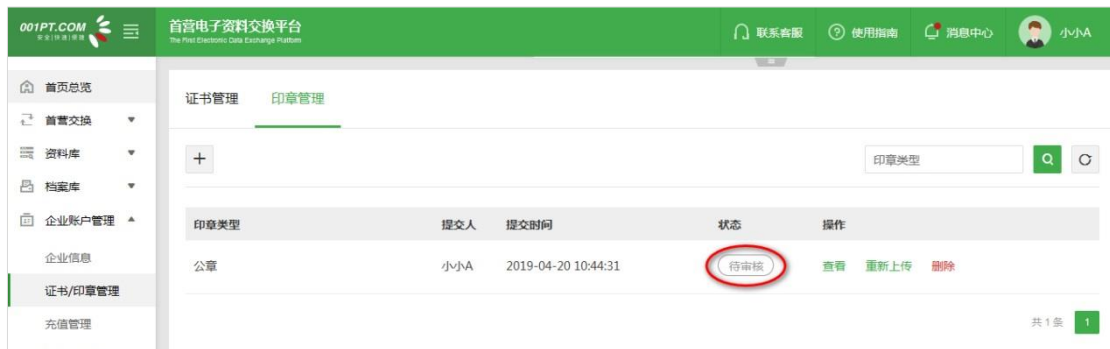 001PT.COM
安全|快速|便捷
首营电子资料交换平台
The First Electronic Data Exchange Platform
联系客服
使用指南
消息中心
小小A
首页总览
首营交换
资料库
档案库
企业账户管理
企业信息
证书/印章管理
充值管理
证书管理 印章管理
+
印章类型
印章类型 提交人 提交时间 状态 操作
公章 小小A 2019-04-20 10:44:31 待审核 查看 重新上传 删除
共1条 1